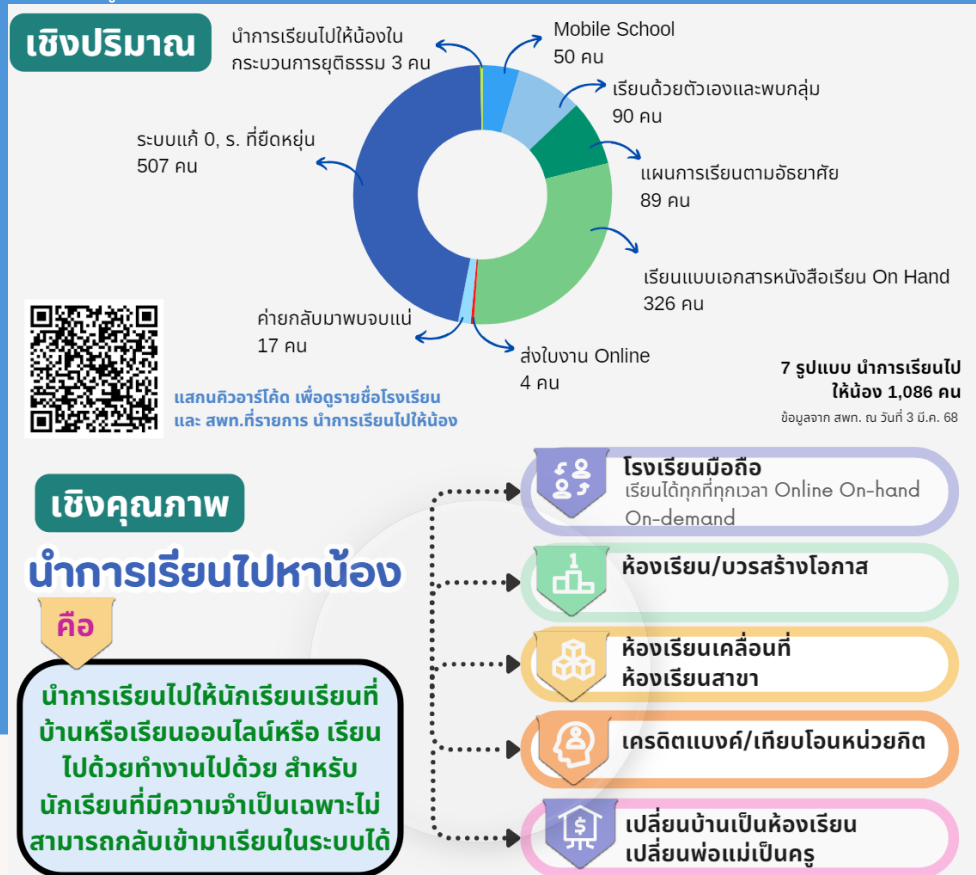 เชิงปริมาณ
นำการเรียนไปให้น้องใน
กระบวนการยุติธรรม 3 คน
Mobile School
50 คน
เรียนด้วยตัวเองและพบกลุ่ม
90 คน
ระบบแก้ 0, ร. ที่ยืดหยุ่น
507 คน
แผนการเรียนตามอัธยาศัย
89 คน
เรียนแบบเอกสารหนังสือเรียน On Hand
326 คน
ค่ายกลับมาพบจบแน่
17 คน
ส่งใบงาน Online
4 คน
7 รูปแบบ นำการเรียนไป
ให้น้อง 1,086 คน
ข้อมูลจาก สพท. ณ วันที่ 3 มี.ค. 68
แสกนคิวอาร์โค้ด เพื่อดูรายชื่อโรงเรียน
และ สพท.ที่รายการ นำการเรียนไปให้น้อง
เชิงคุณภาพ
นำการเรียนไปหาน้อง
คือ
นำการเรียนไปให้นักเรียนเรียนที่
บ้านหรือเรียนออนไลน์หรือ เรียน
ไปด้วยทำงานไปด้วย สำหรับ
นักเรียนที่มีความจำเป็นเฉพาะไม่
สามารถกลับเข้ามาเรียนในระบบได้
โรงเรียนมือถือ
เรียนได้ทุกที่ทุกเวลา Online On-hand
On-demand
1
ห้องเรียน/บวรสร้างโอกาส
ห้องเรียนเคลื่อนที่
ห้องเรียนสาขา
เครดิตแบงค์/เทียบโอนหน่วยกิต
$
เปลี่ยนบ้านเป็นห้องเรียน
เปลี่ยนพ่อแม่เป็นครู